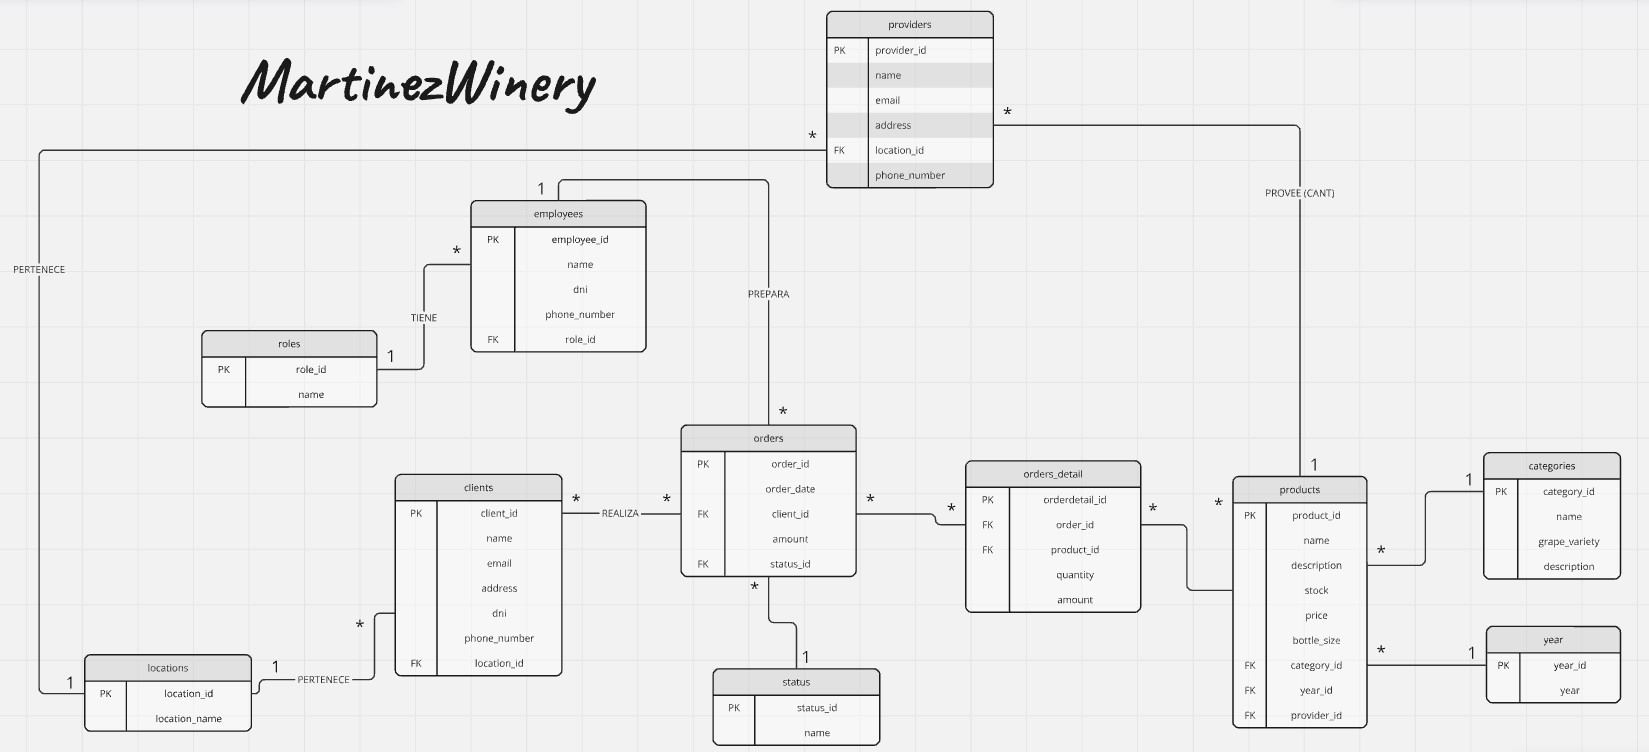 MartinezWinery
providers
PK provider_id
name
email
address
FK location_id
phone_number
*
*
PROVEE (CANT)
1
PERTENECE
1
employees
PK employee_id
name
dni
phone_number
FK role_id
1
*
TIENE
1
PREPARA
*
roles
PK role_id
name
orders
PK order_id
order_date
FK client_id
amount
FK status_id
clients
PK client_id
name
email
address
dni
phone_number
FK location_id
*
REALIZA
*
*
*
orders_detail
PK orderdetail_id
FK order_id
FK product_id
quantity
amount
*
*
products
PK product_id
name
description
stock
price
bottle_size
FK category_id
FK year_id
FK provider_id
*
1
categories
PK category_id
name
grape_variety
description
*
1
year
PK year_id
year
locations
PK location_id
location_name
1
PERTENECE
*
*
1
status
PK status_id
name